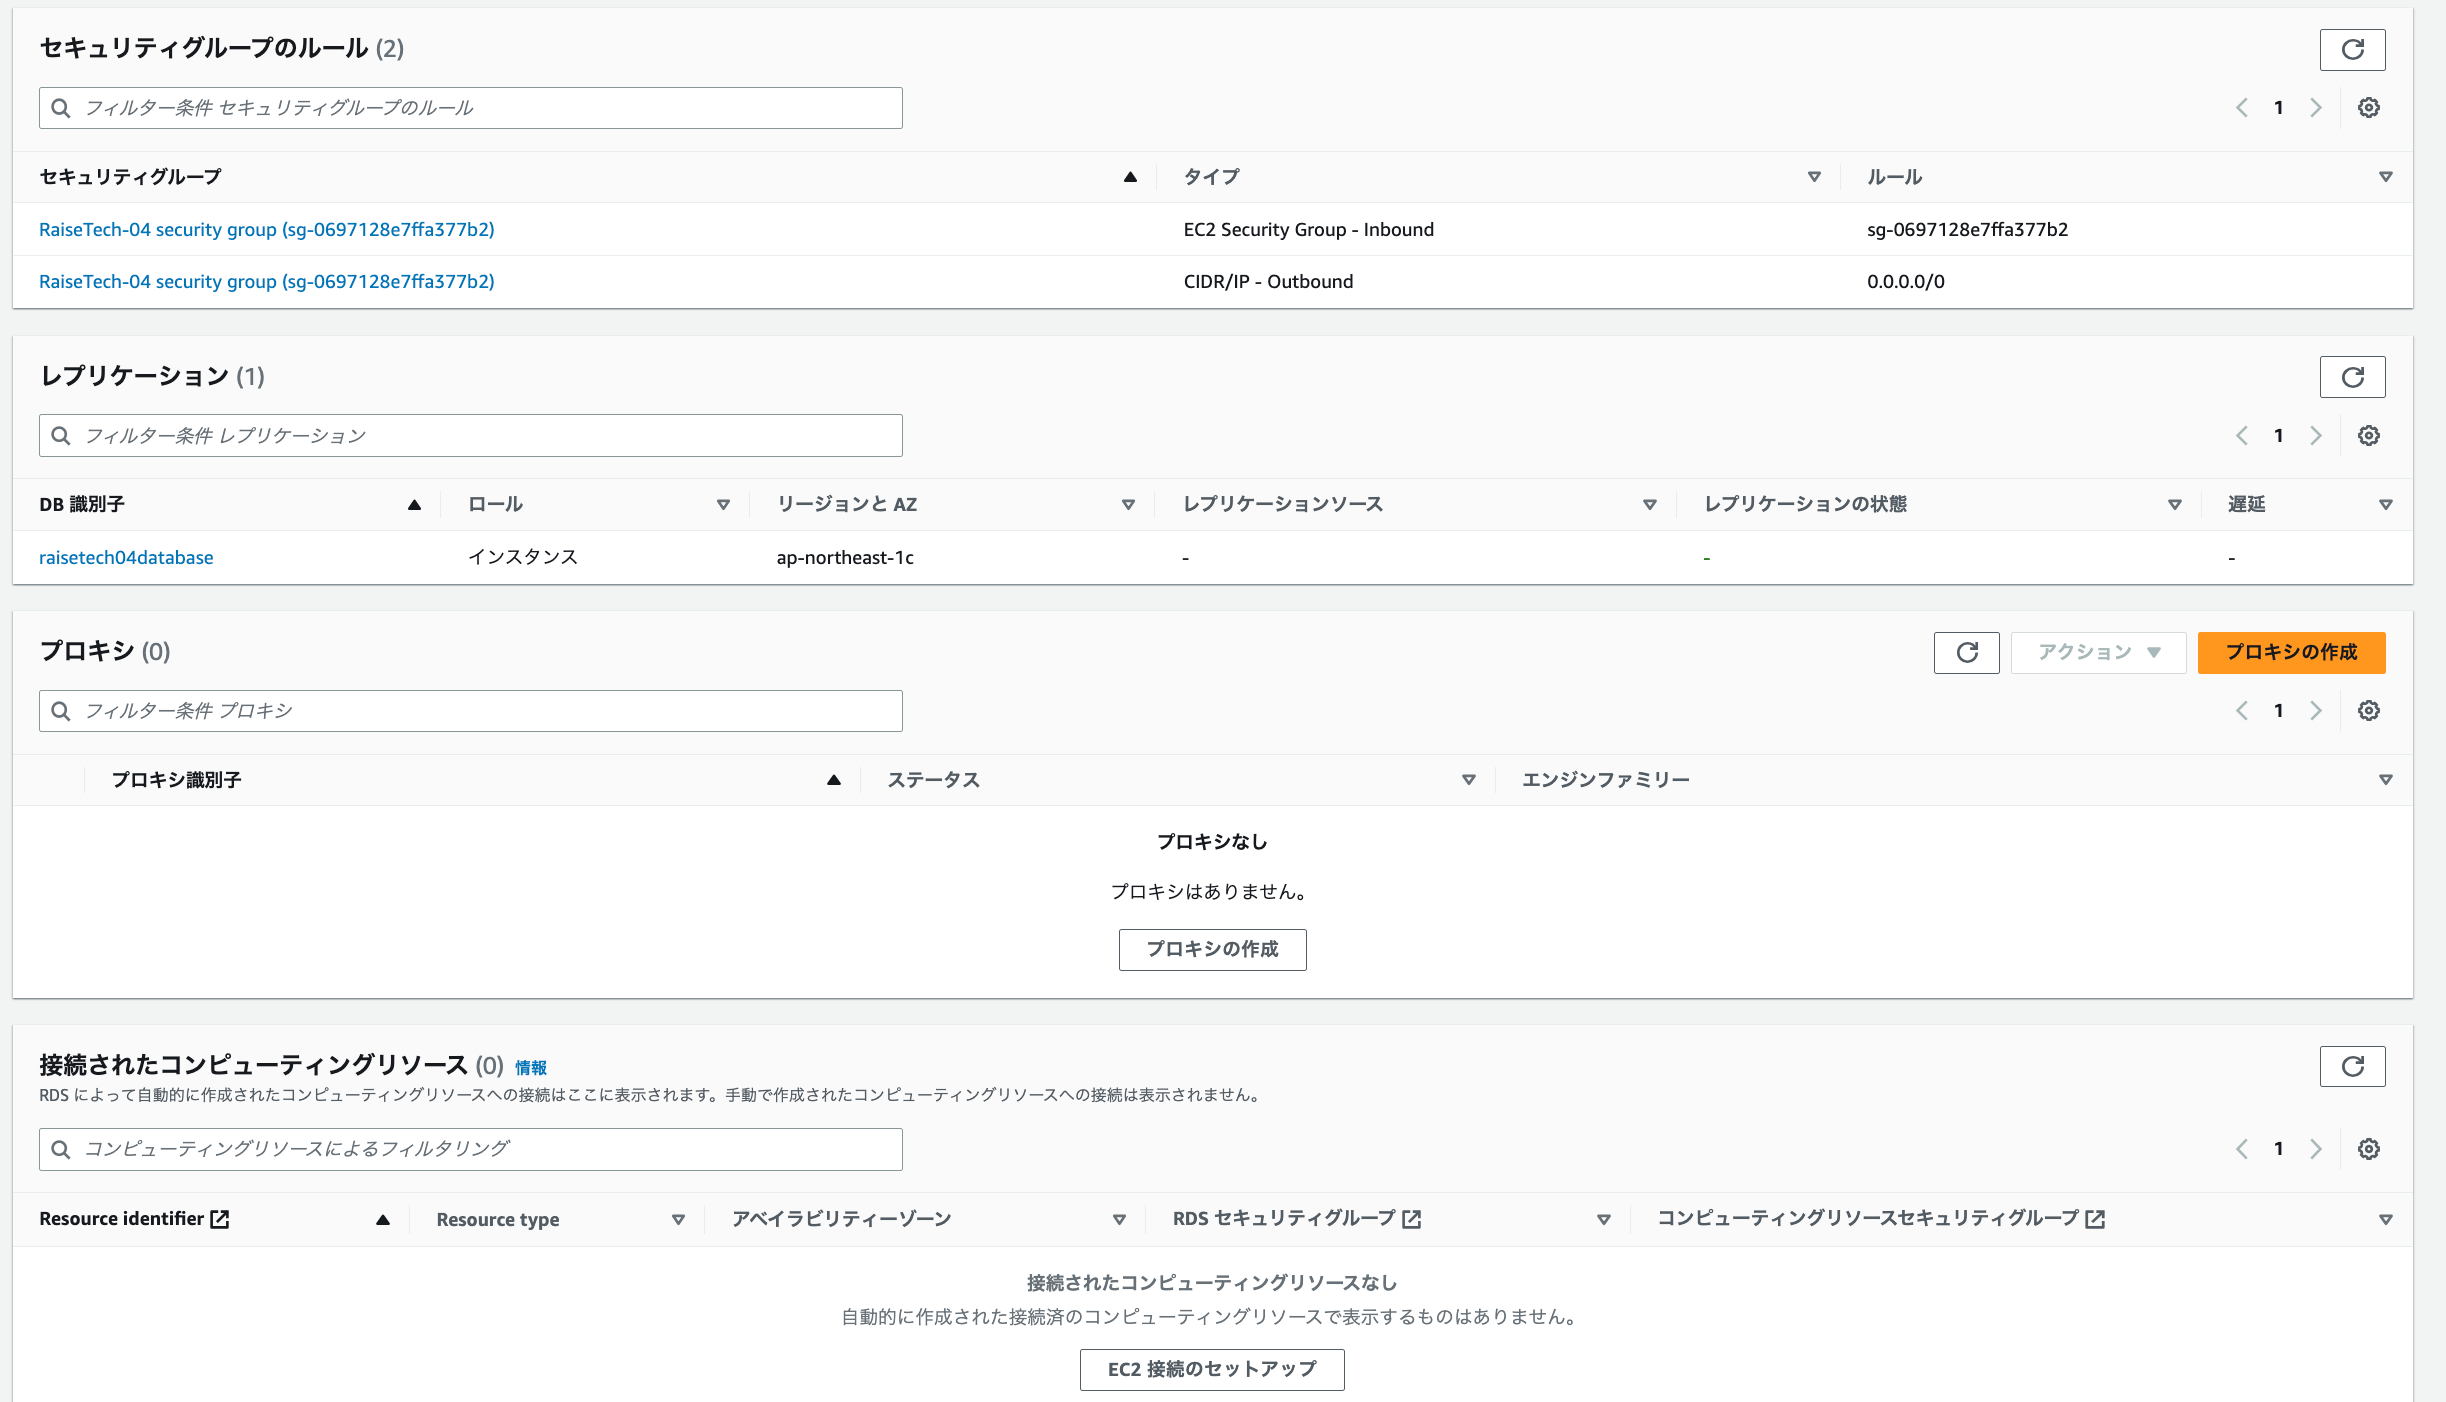 セキュリティグループのルール (2)
フィルター条件 セキュリティグループのルール
1
セキュリティグループ タイプ ルール
RaiseTech-04 security group (sg-0697128e7ffa377b2) EC2 Security Group - Inbound sg-0697128e7ffa377b2
RaiseTech-04 security group (sg-0697128e7ffa377b2) CIDR/IP - Outbound 0.0.0.0/0
レプリケーション (1)
フィルター条件 レプリケーション
1
DB 識別子 ロール リージョンと AZ レプリケーションソース レプリケーションの状態 遅延
raisetech04database インスタンス ap-northeast-1c - - -
プロキシ (0)
アクション プロキシの作成
フィルター条件 プロキシ
1
プロキシ識別子 ステータス エンジンファミリー
プロキシなし
プロキシはありません。
プロキシの作成
接続されたコンピューティングリソース (0) 情報
RDS によって自動的に作成されたコンピューティングリソースへの接続はここに表示されます。手動で作成されたコンピューティングリソースへの接続は表示されません。
コンピューティングリソースによるフィルタリング
1
Resource identifier Resource type アベイラビリティーゾーン RDS セキュリティグループ コンピューティングリソースセキュリティグループ
接続されたコンピューティングリソースなし
自動的に作成された接続済のコンピューティングリソースで表示するものはありません。
EC2 接続のセットアップ